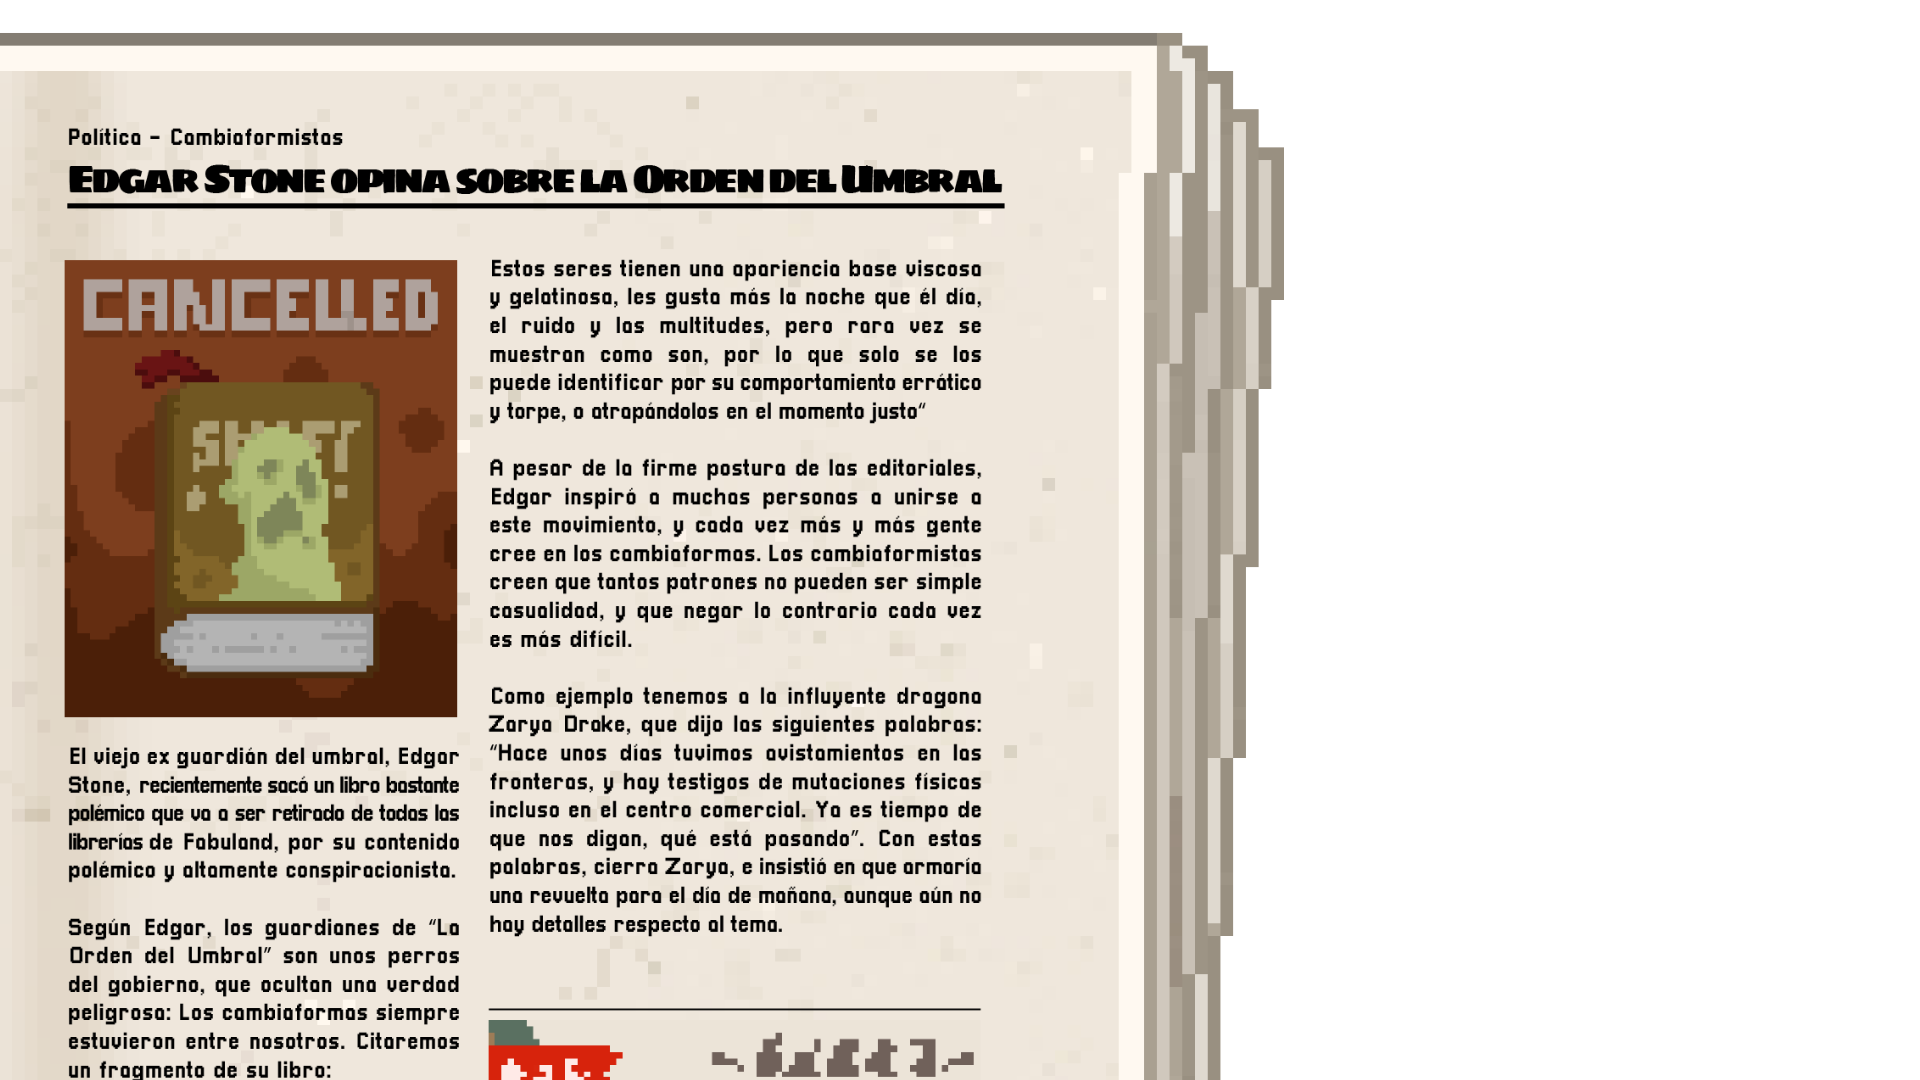 Política - Cambiaformistas
EDGAR STONE OPINA SOBRE LA ORDEN DEL UMBRAL
CANCELLED
El viejo ex guardián del umbral, Edgar
Stone, recientemente sacó un libro bastante
polémico que va a ser retirado de todas las
librerías de Fabuland, por su contenido
polémico y altamente conspiracionista.
Según Edgar, los guardianes de “La
Orden del Umbral” son unos perros
del gobierno, que ocultan una verdad
peligrosa: Los cambiaformas siempre
estuvieron entre nosotros. Citaremos
un fragmento de su libro:
Estos seres tienen una apariencia base viscosa
y gelatinosa, les gusta más la noche que él día,
el ruido y las multitudes, pero rara vez se
muestran como son, por lo que solo se los
puede identificar por su comportamiento errático
y torpe, o atrapándolos en el momento justo“
A pesar de la firme postura de las editoriales,
Edgar inspiró a muchas personas a unirse a
este movimiento, y cada vez más y más gente
cree en los cambiaformas. Los cambiaformistas
creen que tantos patrones no pueden ser simple
casualidad, y que negar lo contrario cada vez
es más difícil.
Como ejemplo tenemos a la influyente dragona
Zarya Drake, que dijo las siguientes palabras:
“Hace unos días tuvimos avistamientos en las
fronteras, y hay testigos de mutaciones físicas
incluso en el centro comercial. Ya es tiempo de
que nos digan, qué está pasando”. Con estas
palabras, cierra Zarya, e insistió en que armaría
una revuelta para el día de mañana, aunque aún no
hay detalles respecto al tema.